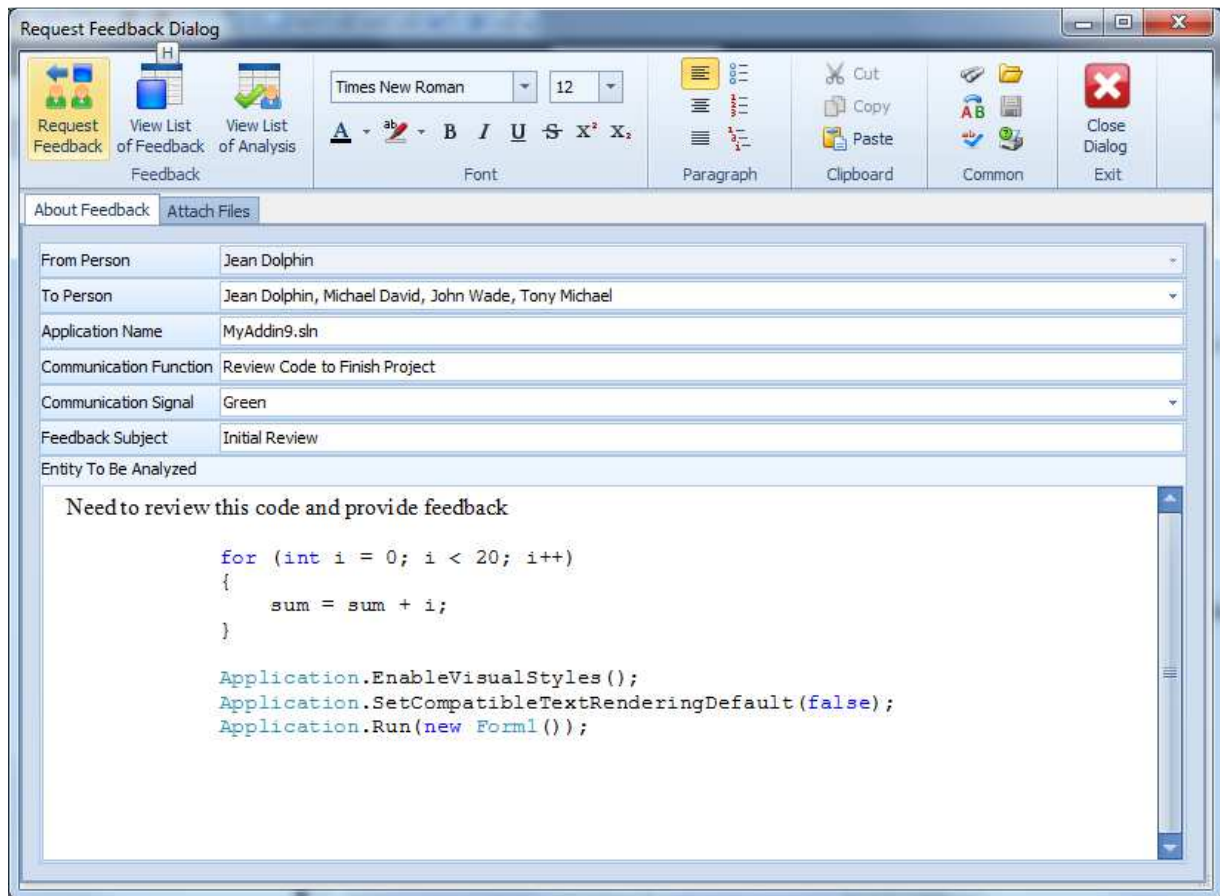 Request Feedback Dialog
H
Request Feedback
View List of Feedback
View List of Analysis
Feedback
Times New Roman
12
A ab B I U S X² X₂
Font
Paragraph
Cut
Copy
Paste
Clipboard
AB
Common
Close Dialog
Exit
About Feedback Attach Files
From Person Jean Dolphin
To Person Jean Dolphin, Michael David, John Wade, Tony Michael
Application Name MyAddin9.sln
Communication Function Review Code to Finish Project
Communication Signal Green
Feedback Subject Initial Review
Entity To Be Analyzed
Need to review this code and provide feedback
for (int i = 0; i < 20; i++)
{
sum = sum + i;
}
Application.EnableVisualStyles();
Application.SetCompatibleTextRenderingDefault(false);
Application.Run(new Form1());